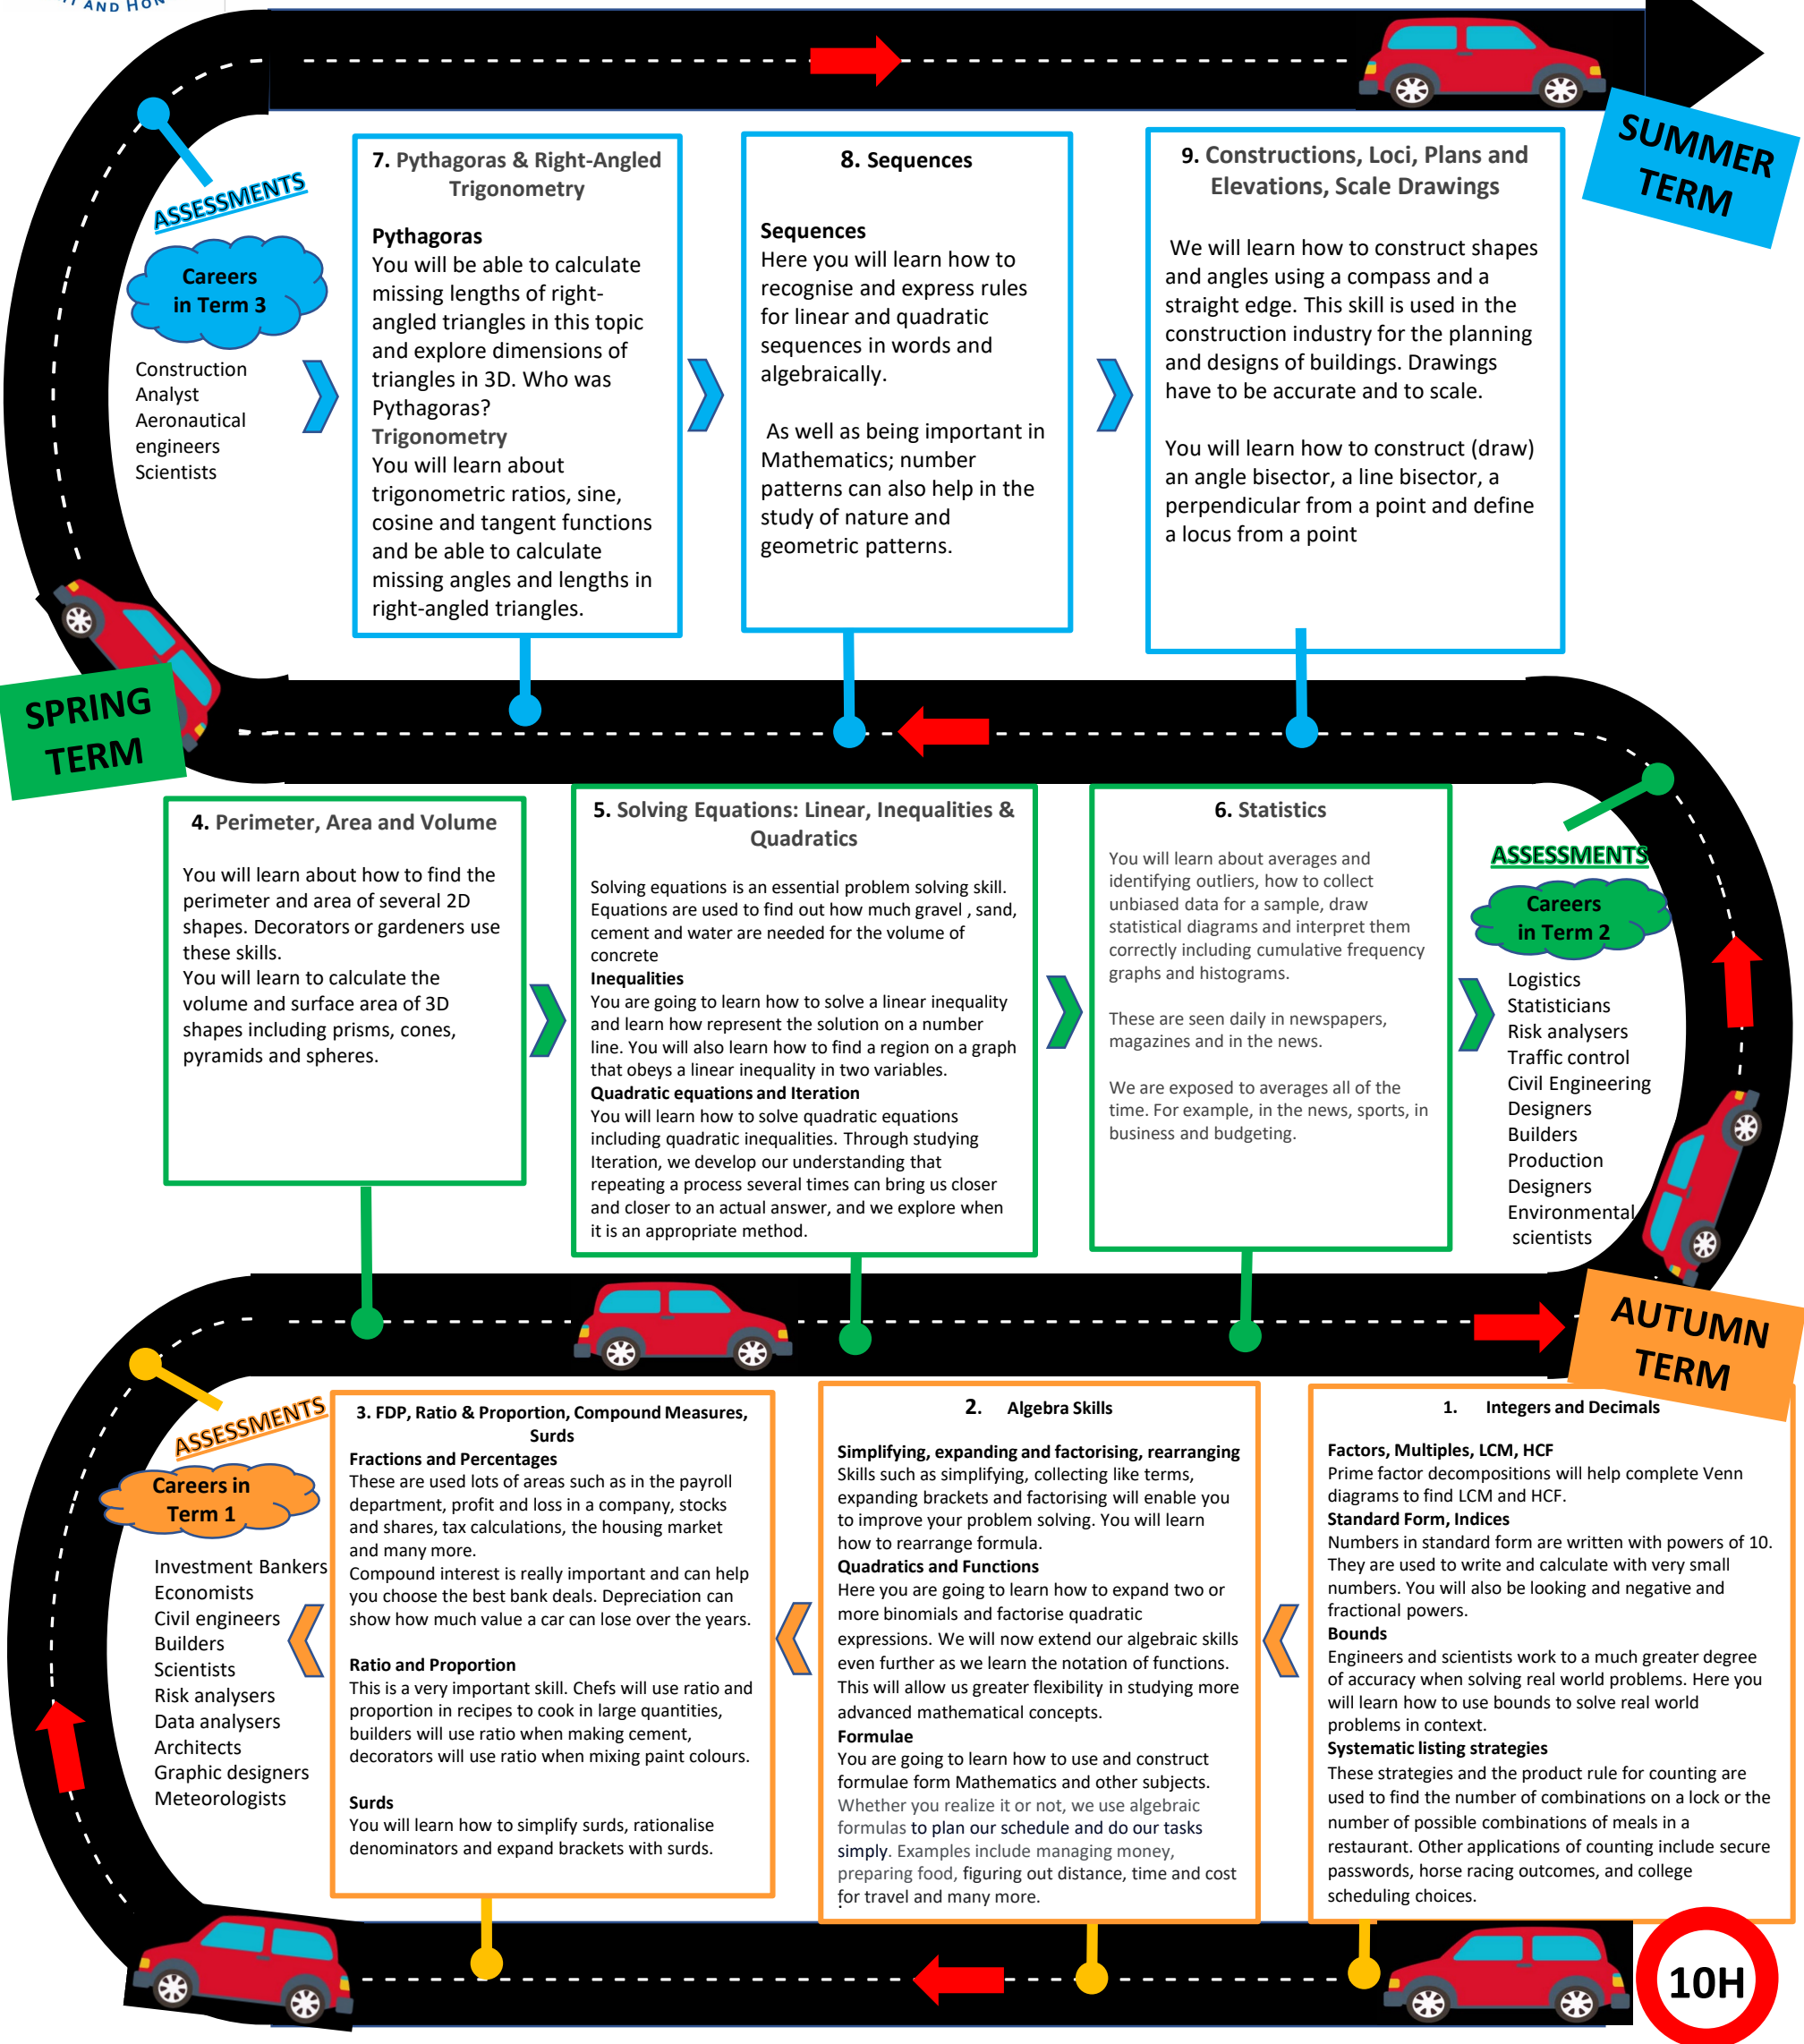 AND HON
SUMMER
TERM
ASSESSMENTS
Careers
in Term 3
Construction
Analyst
Aeronautical
engineers
Scientists
7. Pythagoras & Right-Angled
Trigonometry
Pythagoras
You will be able to calculate
missing lengths of right-
angled triangles in this topic
and explore dimensions of
triangles in 3D. Who was
Pythagoras?
Trigonometry
You will learn about
trigonometric ratios, sine,
cosine and tangent functions
and be able to calculate
missing angles and lengths in
right-angled triangles.
8. Sequences
Sequences
Here you will learn how to
recognise and express rules
for linear and quadratic
sequences in words and
algebraically.
As well as being important in
Mathematics; number
patterns can also help in the
study of nature and
geometric patterns.
9. Constructions, Loci, Plans and
Elevations, Scale Drawings
We will learn how to construct shapes
and angles using a compass and a
straight edge. This skill is used in the
construction industry for the planning
and designs of buildings. Drawings
have to be accurate and to scale.
You will learn how to construct (draw)
an angle bisector, a line bisector, a
perpendicular from a point and define
a locus from a point
SPRING
TERM
4. Perimeter, Area and Volume
You will learn about how to find the
perimeter and area of several 2D
shapes. Decorators or gardeners use
these skills.
You will learn to calculate the
volume and surface area of 3D
shapes including prisms, cones,
pyramids and spheres.
5. Solving Equations: Linear, Inequalities &
Quadratics
Solving equations is an essential problem solving skill.
Equations are used to find out how much gravel , sand,
cement and water are needed for the volume of
concrete
Inequalities
You are going to learn how to solve a linear inequality
and learn how represent the solution on a number
line. You will also learn how to find a region on a graph
that obeys a linear inequality in two variables.
Quadratic equations and Iteration
You will learn how to solve quadratic equations
including quadratic inequalities. Through studying
Iteration, we develop our understanding that
repeating a process several times can bring us closer
and closer to an actual answer, and we explore when
it is an appropriate method.
6. Statistics
You will learn about averages and
identifying outliers, how to collect
unbiased data for a sample, draw
statistical diagrams and interpret them
correctly including cumulative frequency
graphs and histograms.
These are seen daily in newspapers,
magazines and in the news.
We are exposed to averages all of the
time. For example, in the news, sports, in
business and budgeting.
ASSESSMENTS
Careers
in Term 2
Logistics
Statisticians
Risk analysers
Traffic control
Civil Engineering
Designers
Builders
Production
Designers
Environmental
scientists
AUTUMN
TERM
ASSESSMENTS
Careers in
Term 1
Investment Bankers
Economists
Civil engineers
Builders
Scientists
Risk analysers
Data analysers
Architects
Graphic designers
Meteorologists
3. FDP, Ratio & Proportion, Compound Measures,
Surds
Fractions and Percentages
These are used lots of areas such as in the payroll
department, profit and loss in a company, stocks
and shares, tax calculations, the housing market
and many more.
Compound interest is really important and can help
you choose the best bank deals. Depreciation can
show how much value a car can lose over the years.
Ratio and Proportion
This is a very important skill. Chefs will use ratio and
proportion in recipes to cook in large quantities,
builders will use ratio when making cement,
decorators will use ratio when mixing paint colours.
Surds
You will learn how to simplify surds, rationalise
denominators and expand brackets with surds.
2. Algebra Skills
Simplifying, expanding and factorising, rearranging
Skills such as simplifying, collecting like terms,
expanding brackets and factorising will enable you
to improve your problem solving. You will learn
how to rearrange formula.
Quadratics and Functions
Here you are going to learn how to expand two or
more binomials and factorise quadratic
expressions. We will now extend our algebraic skills
even further as we learn the notation of functions.
This will allow us greater flexibility in studying more
advanced mathematical concepts.
Formulae
You are going to learn how to use and construct
formulae form Mathematics and other subjects.
Whether you realize it or not, we use algebraic
formulas to plan our schedule and do our tasks
simply. Examples include managing money,
preparing food, figuring out distance, time and cost
for travel and many more.
.
1. Integers and Decimals
Factors, Multiples, LCM, HCF
Prime factor decompositions will help complete Venn
diagrams to find LCM and HCF.
Standard Form, Indices
Numbers in standard form are written with powers of 10.
They are used to write and calculate with very small
numbers. You will also be looking and negative and
fractional powers.
Bounds
Engineers and scientists work to a much greater degree
of accuracy when solving real world problems. Here you
will learn how to use bounds to solve real world
problems in context.
Systematic listing strategies
These strategies and the product rule for counting are
used to find the number of combinations on a lock or the
number of possible combinations of meals in a
restaurant. Other applications of counting include secure
passwords, horse racing outcomes, and college
scheduling choices.
10H